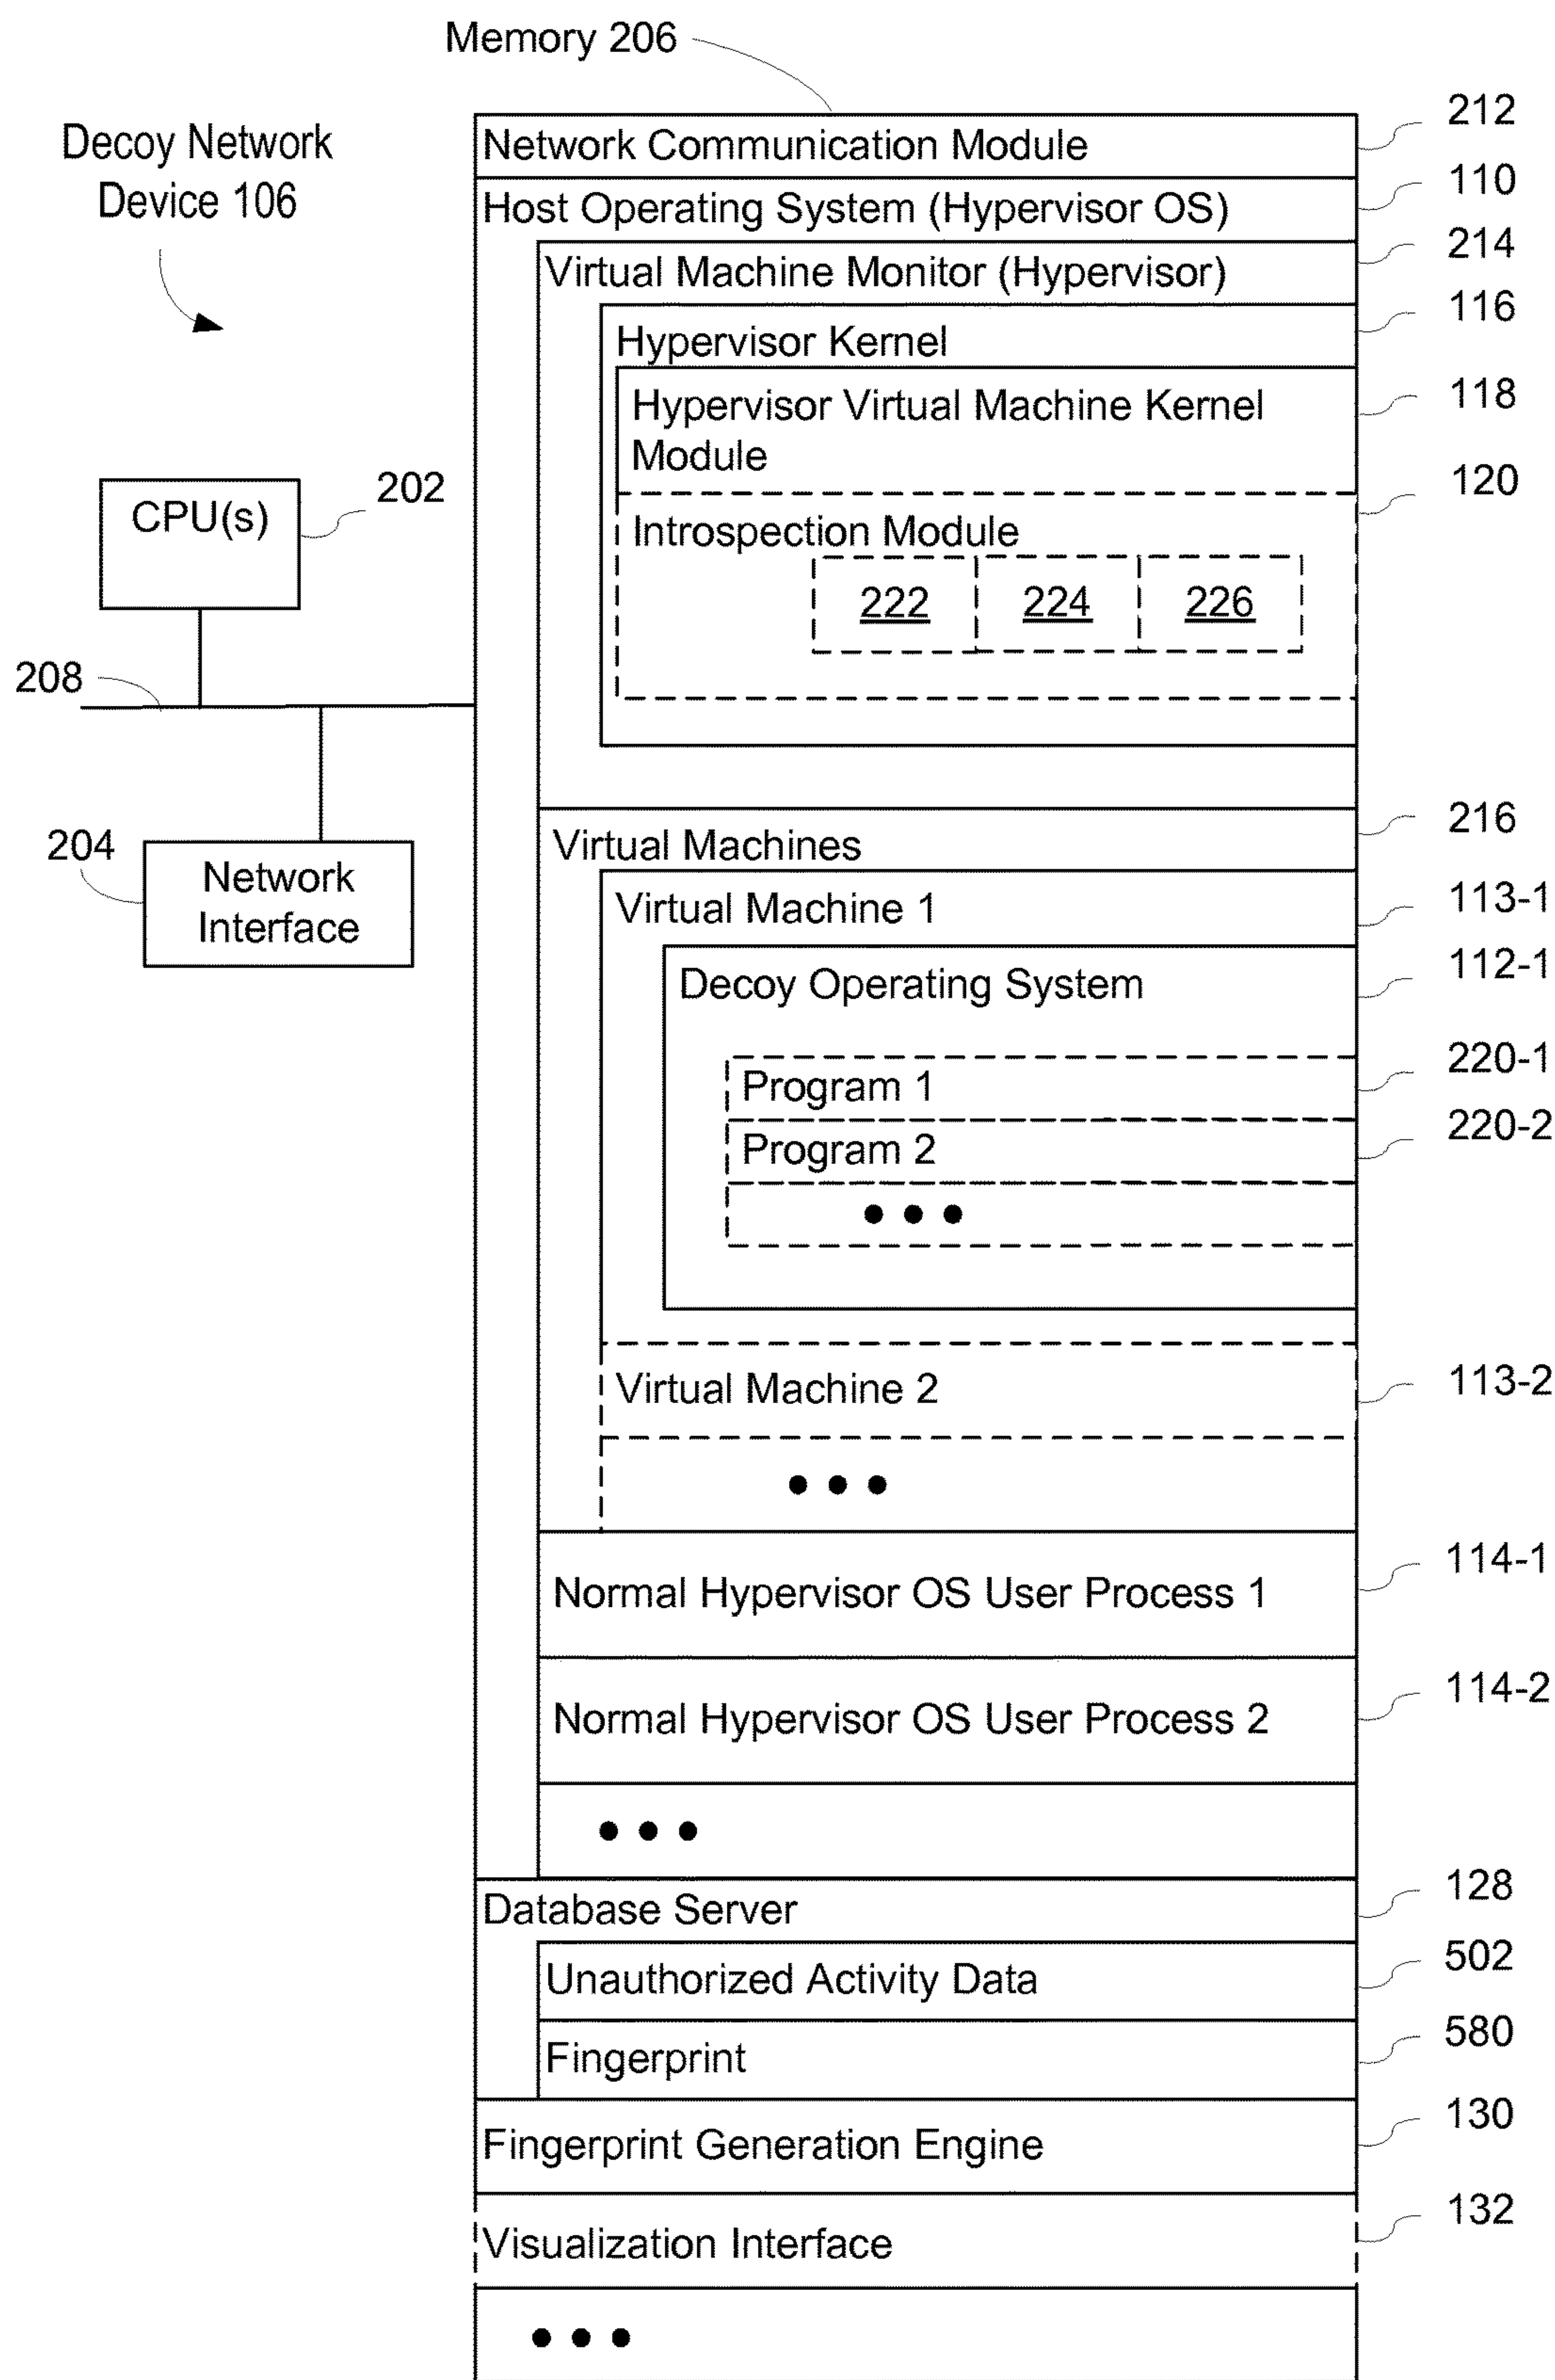 Memory 206
Decoy Network
Device 106
Network Communication Module
212
Host Operating System (Hypervisor OS)
110
Virtual Machine Monitor (Hypervisor)
214
Hypervisor Kernel
116
Hypervisor Virtual Machine Kernel
Module
118
Introspection Module
120
222
224
226
CPU(s)
202
208
204
Network
Interface
Virtual Machines
216
Virtual Machine 1
113-1
Decoy Operating System
112-1
Program 1
220-1
Program 2
220-2
Virtual Machine 2
113-2
Normal Hypervisor OS User Process 1
114-1
Normal Hypervisor OS User Process 2
114-2
Database Server
128
Unauthorized Activity Data
502
Fingerprint
580
Fingerprint Generation Engine
130
Visualization Interface
132